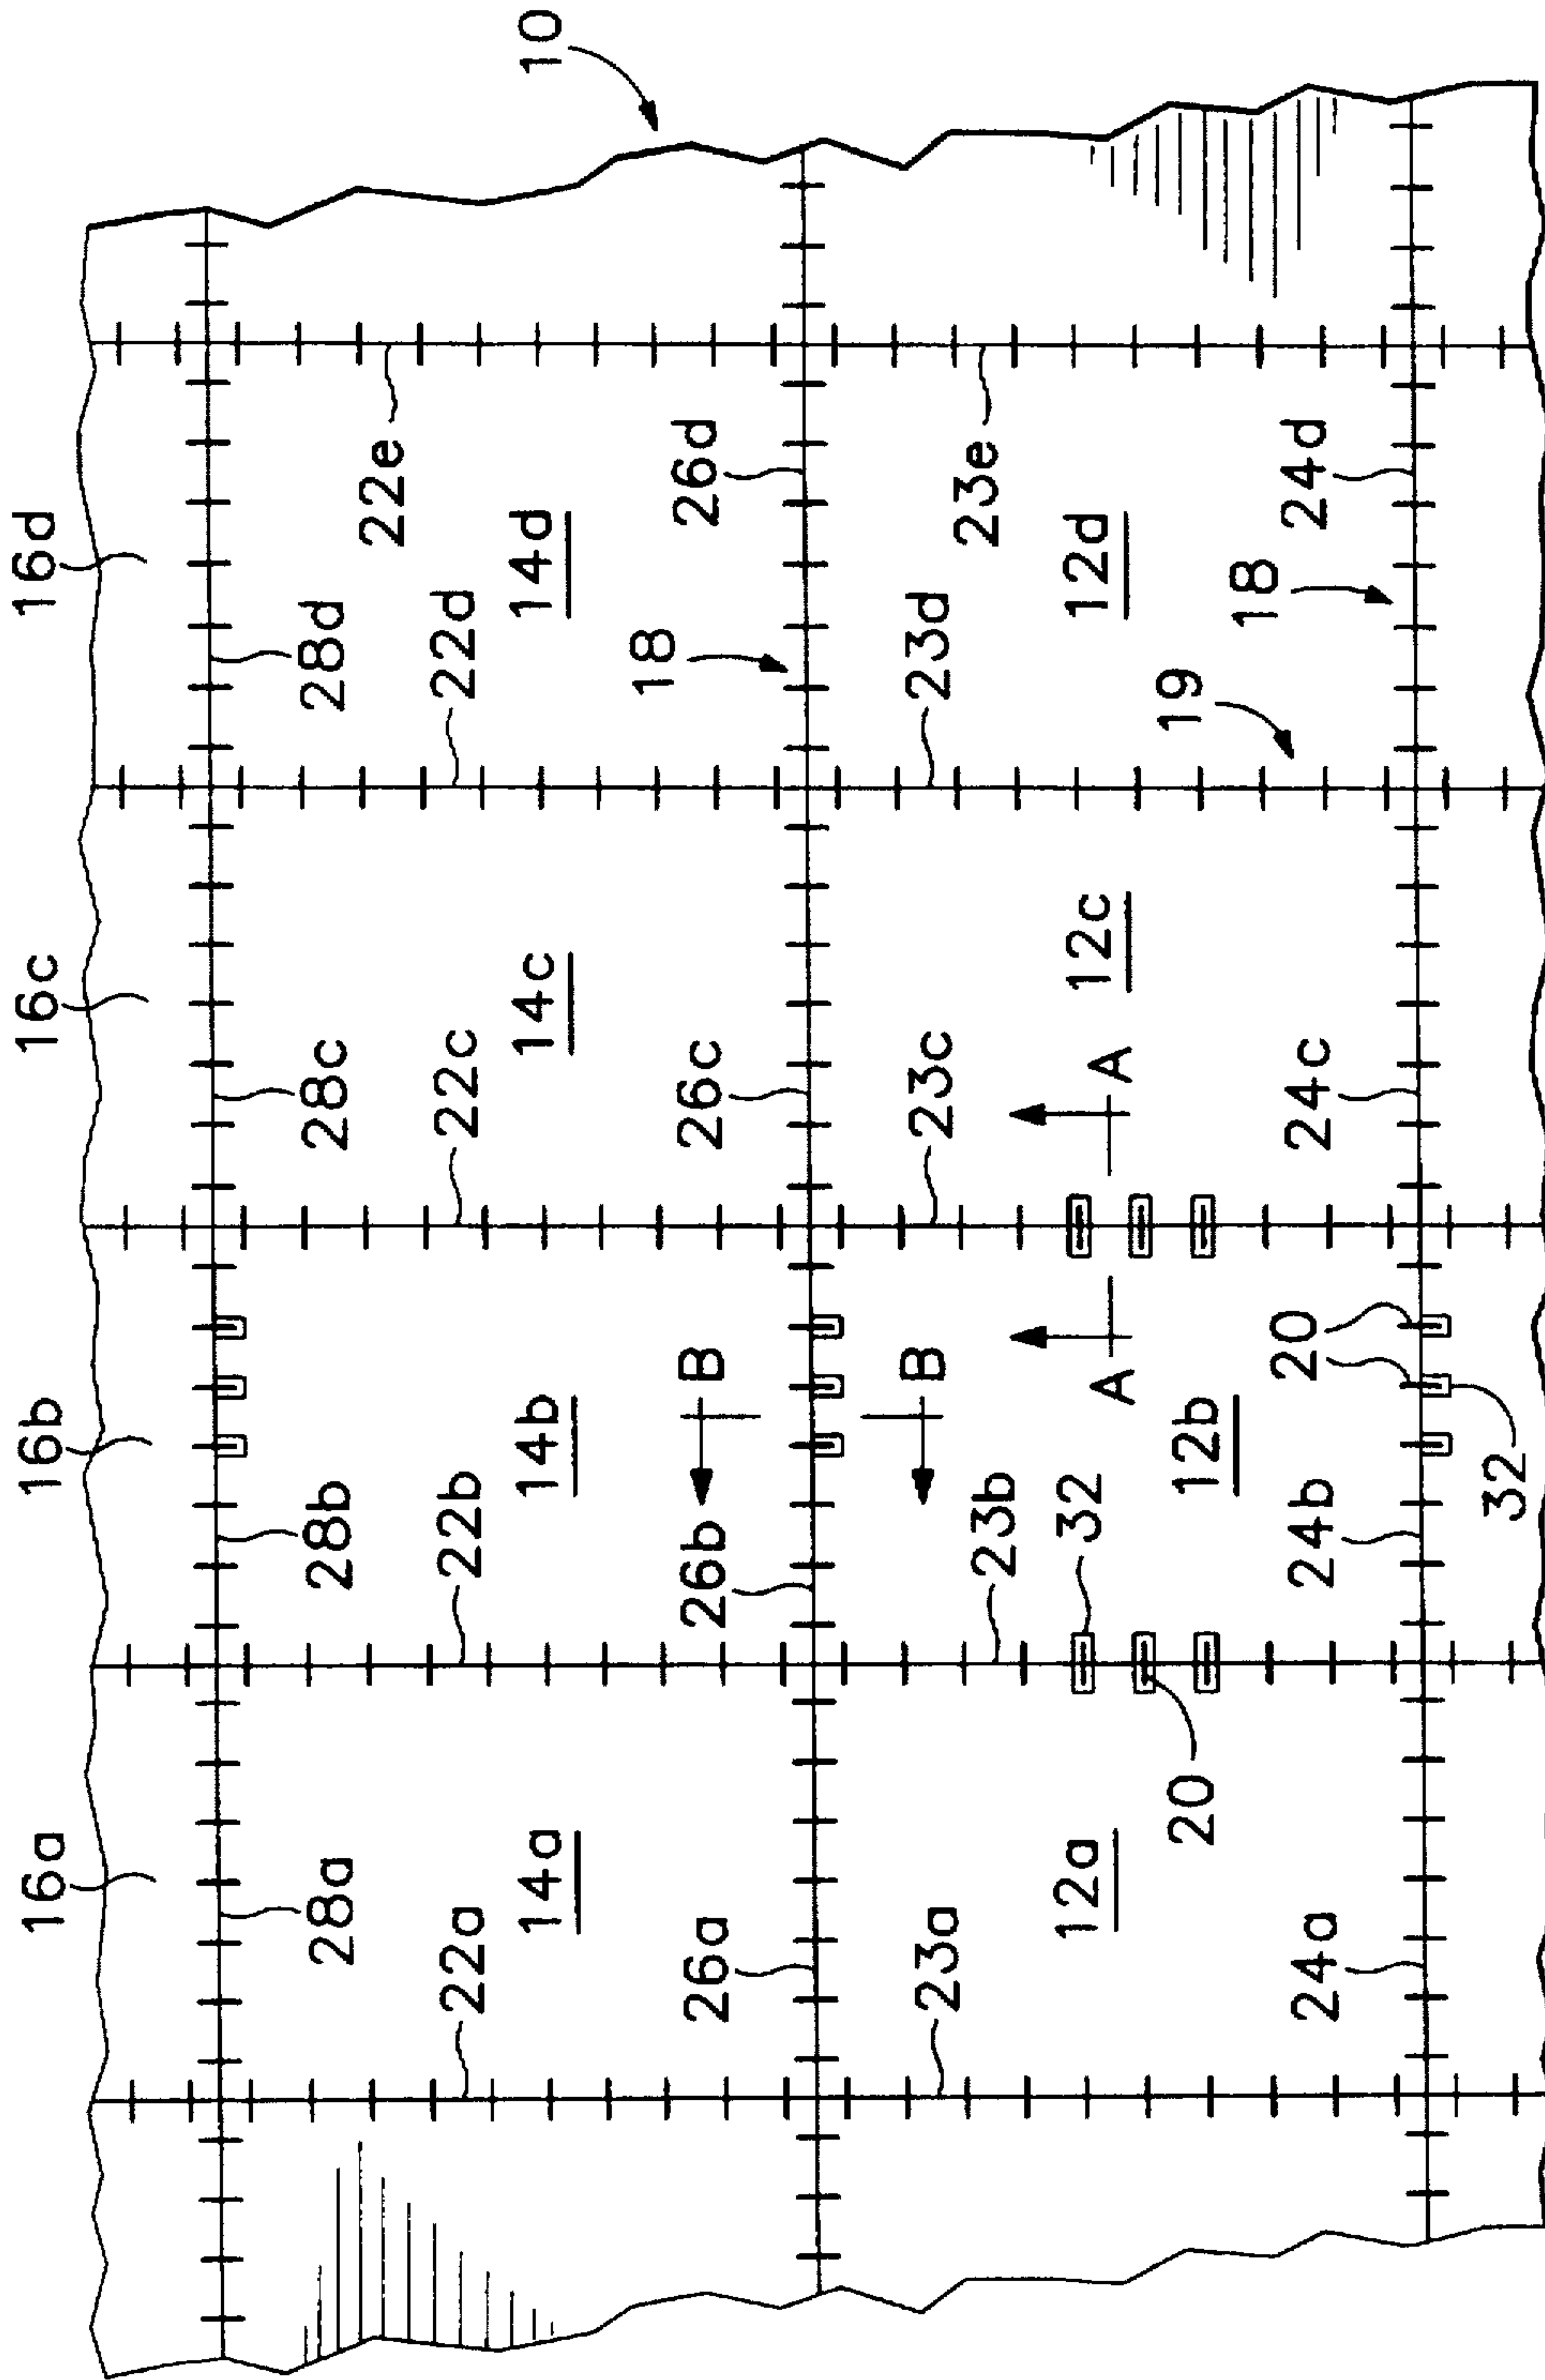 16a 16b 16c 16d
28a 28b 28c 28d
22a 22b 22c 22d 22e
14a 14b 14c 14d 10
18
26a 26b B 26c 26d
23a 23b B 23c 23d 23e
12a 32 A A 12c 12d
20 12b 19
18
24a 24b 20 24c 24d
32